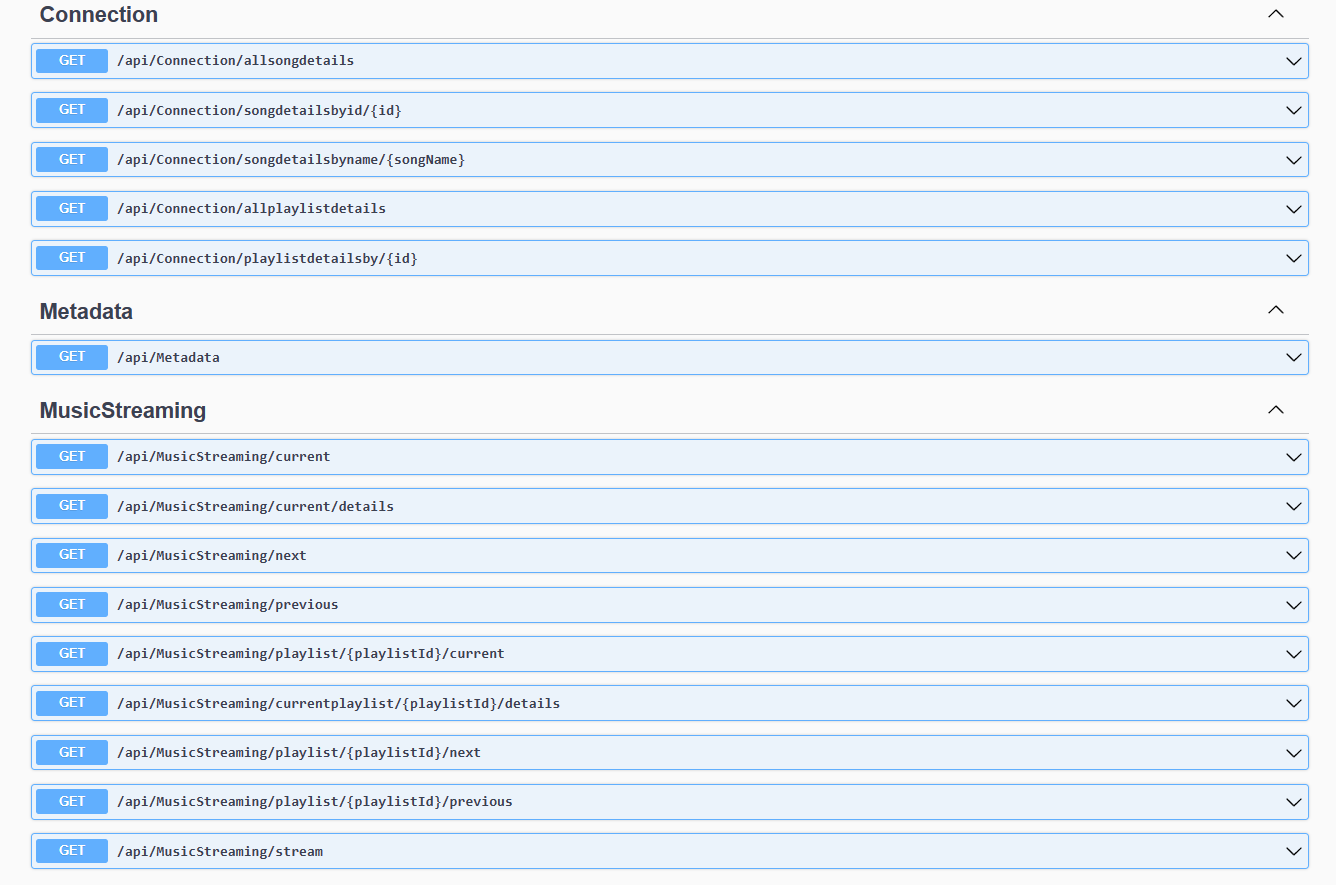 Connection
GET /api/Connection/allsongdetails
GET /api/Connection/songdetailsbyid/{id}
GET /api/Connection/songdetailsbyname/{songName}
GET /api/Connection/allplaylistdetails
GET /api/Connection/playlistdetailsby/{id}
Metadata
GET /api/Metadata
MusicStreaming
GET /api/MusicStreaming/current
GET /api/MusicStreaming/current/details
GET /api/MusicStreaming/next
GET /api/MusicStreaming/previous
GET /api/MusicStreaming/playlist/{playlistId}/current
GET /api/MusicStreaming/currentplaylist/{playlistId}/details
GET /api/MusicStreaming/playlist/{playlistId}/next
GET /api/MusicStreaming/playlist/{playlistId}/previous
GET /api/MusicStreaming/stream